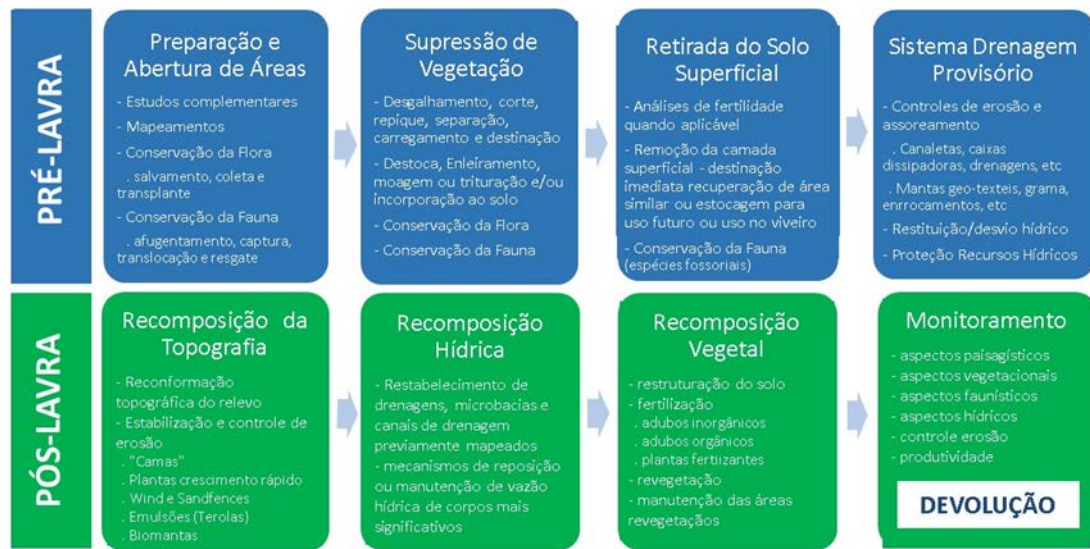 PRÉ-LAVRA
Preparação e
Abertura de Áreas
- Estudos complementares
- Mapeamentos
- Conservação da Flora
. salvamento, coleta e
transplante
- Conservação da Fauna
. afugentamento, captura,
translocação e resgate
Supressão de
Vegetação
- Desgalhamento, corte,
repique, separação,
carregamento e destinação
- Destoca, Enleiramento,
moagem ou trituração e/ou
incorporação ao solo
- Conservação da Flora
- Conservação da Fauna
Retirada do Solo
Superficial
- Análises de fertilidade
quando aplicável
- Remoção da camada
superficial - destinação
imediata recuperação de área
similar ou estocagem para
uso futuro ou uso no viveiro
- Conservação da Fauna
(espécies fossoriais)
Sistema Drenagem
Provisório
- Controles de erosão e
assoreamento
. Canaletas, caixas
dissipadoras, drenagens, etc
. Mantas geo-texteis, grama,
enrrocamentos, etc
- Restituição/desvio hídrico
- Proteção Recursos Hídricos
PÓS-LAVRA
Recomposição da
Topografia
- Reconformação
topográfica do relevo
- Estabilização e controle de
erosão
. "Camas"
. Plantas crescimento rápido
. Wind e Sandfences
. Emulsões (Terolas)
. Biomantas
Recomposição
Hídrica
- Restabelecimento de
drenagens, microbacias e
canais de drenagem
previamente mapeados
- mecanismos de reposição
ou manutenção de vazão
hídrica de corpos mais
significativos
Recomposição
Vegetal
- restruturação do solo
- fertilização
. adubos inorgânicos
. adubos orgânicos
. plantas fertiizantes
- revegetação
- manutenção das áreas
revegetaços
Monitoramento
- aspectos paisagísticos
- aspectos vegetacionais
- aspectos faunísticos
- aspectos hídricos
- controle erosão
- produtividade
DEVOLUÇÃO